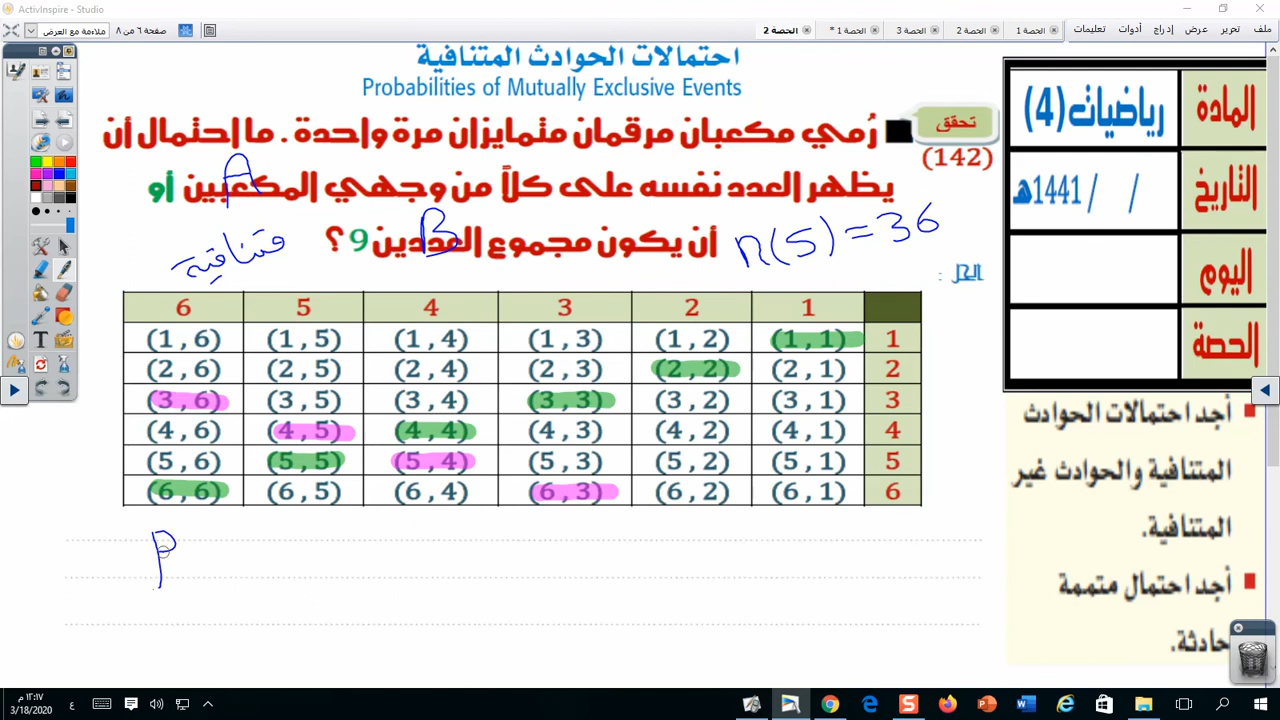 ActivInspire - Studio
ملف تحرير عرض إدراج أدوات تعليمات
الحصة 1
الحصة 2
الحصة 3
الحصة 1 *
الحصة 2
صفحة ٦ من ٨
ملاءمة مع العرض
احتمالات الحوادث المتنافية
Probabilities of Mutually Exclusive Events
تحقق
(142)
رُمي مكعبان مرقمان متمايزان مرة واحدة . ما إحتمال أن
يظهر العدد نفسه على كلاً من وجهي المكعبين أو
أن يكون مجموع العددين 9 ؟
A
B
متنافية
n(S) = 36
الحل :
6 5 4 3 2 1
(1 , 6) (1 , 5) (1 , 4) (1 , 3) (1 , 2) (1 , 1) 1
(2 , 6) (2 , 5) (2 , 4) (2 , 3) (2 , 2) (2 , 1) 2
(3 , 6) (3 , 5) (3 , 4) (3 , 3) (3 , 2) (3 , 1) 3
(4 , 6) (4 , 5) (4 , 4) (4 , 3) (4 , 2) (4 , 1) 4
(5 , 6) (5 , 5) (5 , 4) (5 , 3) (5 , 2) (5 , 1) 5
(6 , 6) (6 , 5) (6 , 4) (6 , 3) (6 , 2) (6 , 1) 6
P
المادة رياضيات (4)
التاريخ / / 1441هـ
اليوم
الحصة
أجد احتمالات الحوادث
المتنافية والحوادث غير
المتنافية.
أجد احتمال متممة
حادثة.
ع
١٢:١٧ م
3/18/2020